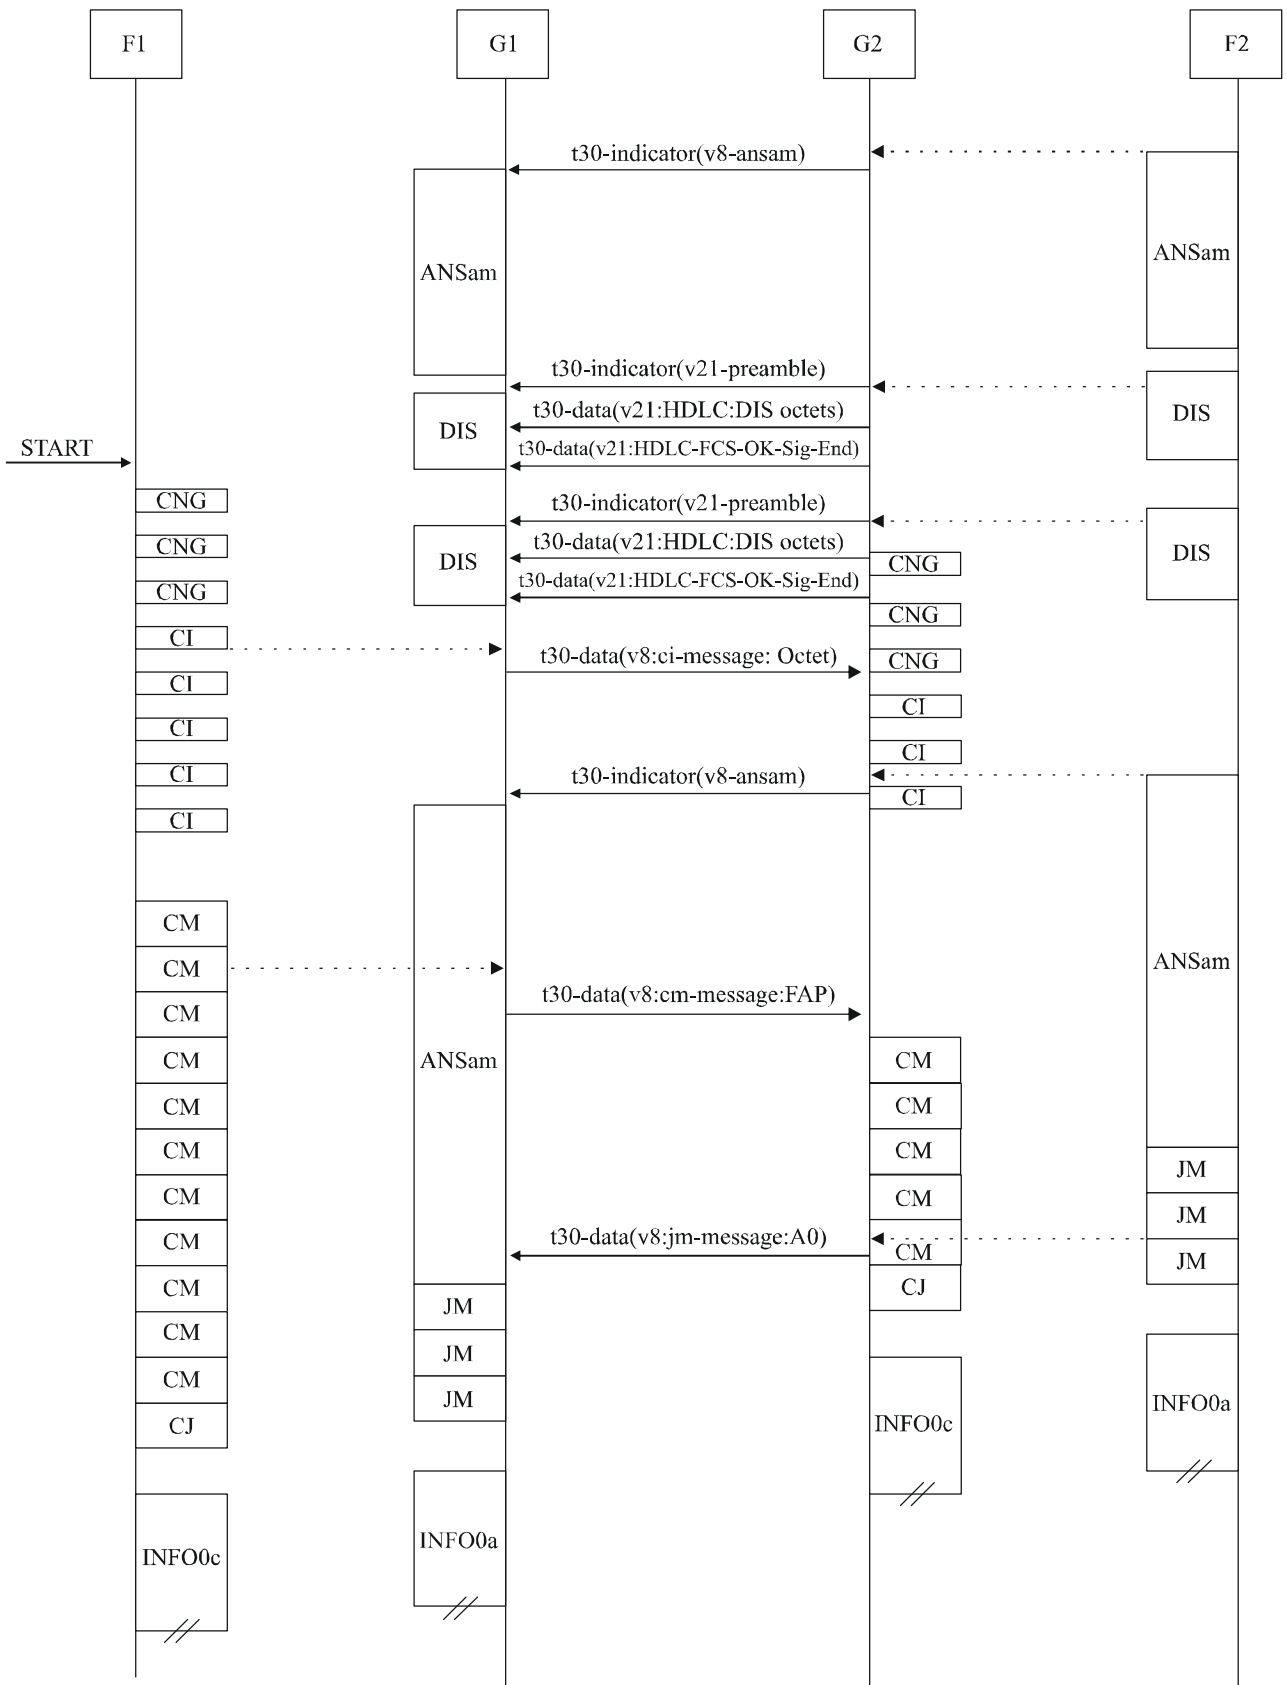 F1
G1
G2
F2
t30-indicator(v8-ansam)
ANSam
ANSam
t30-indicator(v21-preamble)
DIS
t30-data(v21:HDLC:DIS octets)
DIS
START
t30-data(v21:HDLC-FCS-OK-Sig-End)
CNG
t30-indicator(v21-preamble)
CNG
t30-data(v21:HDLC:DIS octets)
DIS
DIS
CNG
t30-data(v21:HDLC-FCS-OK-Sig-End)
CNG
CNG
CI
t30-data(v8:ci-message: Octet)
CNG
CI
CI
CI
CI
CI
t30-indicator(v8-ansam)
CI
CI
CM
CM
ANSam
CM
t30-data(v8:cm-message:FAP)
CM
ANSam
CM
CM
CM
CM
CM
JM
CM
CM
JM
CM
t30-data(v8:jm-message:A0)
CM
JM
CM
CJ
JM
CM
JM
CM
JM
CJ
INFO0c
INFO0a
INFO0c
INFO0a